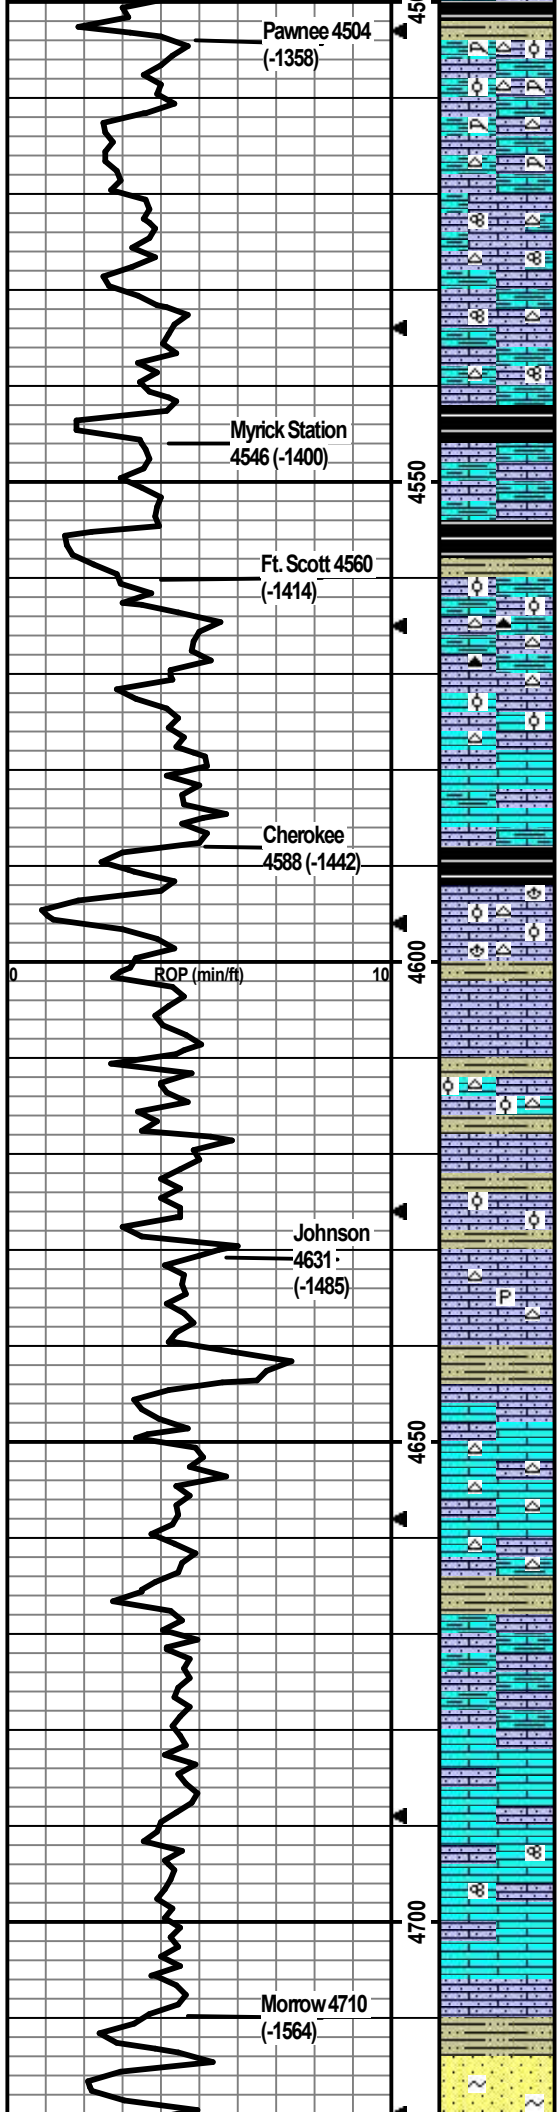 450
Pawnee 4504
(-1358)
Myrick Station
4546 (-1400)
4550
Ft. Scott 4560
(-1414)
Cherokee
4588 (-1442)
0
ROP (min/ft)
10
4600
Johnson
4631
(-1485)
P
4650
4700
Morrow 4710
(-1564)